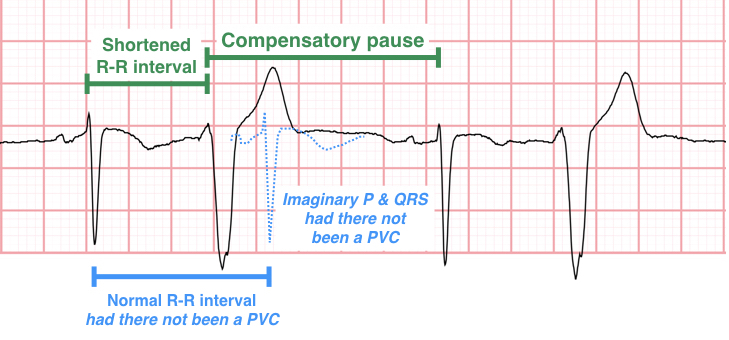 Shortened
R-R interval
Compensatory pause
Imaginary P & QRS
had there not
been a PVC
Normal R-R interval
had there not been a PVC